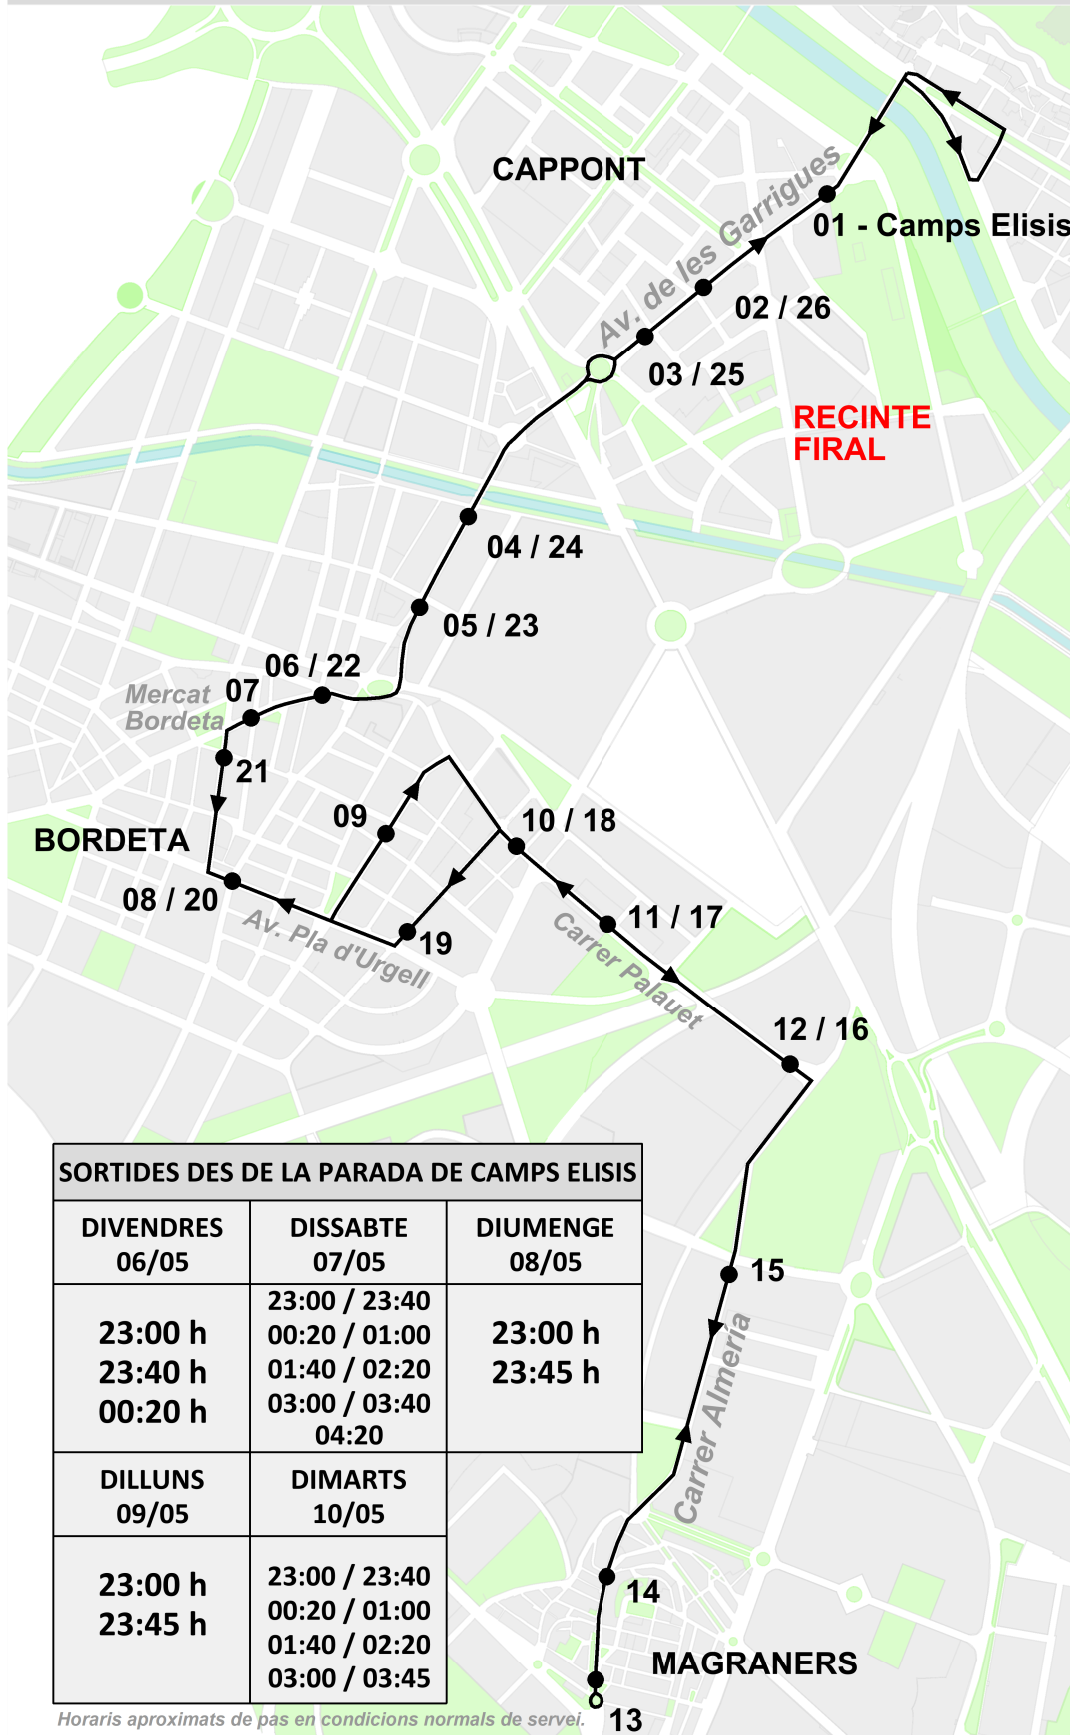 CAPPONT
Av. de les Garrigues
01 - Camps Elisis
02 / 26
03 / 25
RECINTE
FIRAL
04 / 24
05 / 23
06 / 22
Mercat
Bordeta
07
21
BORDETA
09
10 / 18
08 / 20
Av. Pla d'Urgell
19
11 / 17
Carrer Palauet
12 / 16
15
Carrer Almería
14
MAGRANERS
13
SORTIDES DES DE LA PARADA DE CAMPS ELISIS
DIVENDRES
06/05
DISSABTE
07/05
DIUMENGE
08/05
23:00 h
23:40 h
00:20 h
23:00 / 23:40
00:20 / 01:00
01:40 / 02:20
03:00 / 03:40
04:20
23:00 h
23:45 h
DILLUNS
09/05
DIMARTS
10/05
23:00 h
23:45 h
23:00 / 23:40
00:20 / 01:00
01:40 / 02:20
03:00 / 03:45
Horaris aproximats de pas en condicions normals de servei.